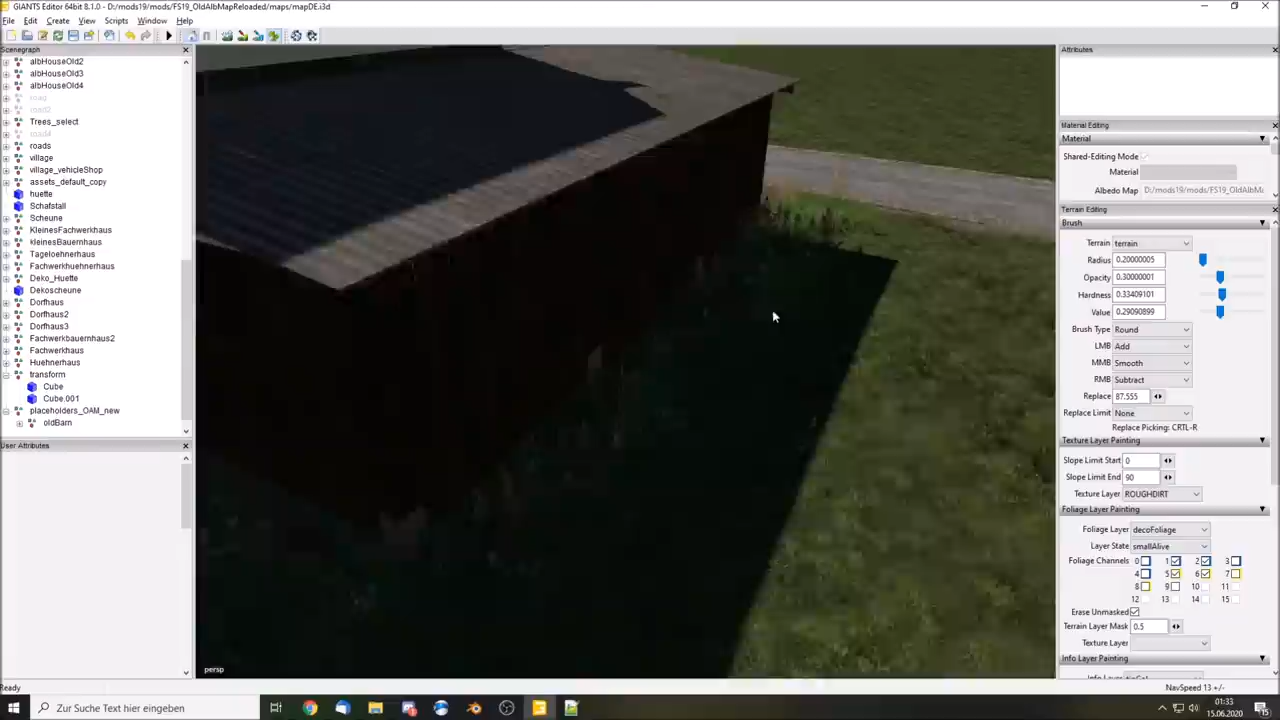 GIANTS Editor 64bit 8.1.0 - D:/mods19/mods/FS19_OldAlbMapReloaded/maps/mapDE.i3d
File Edit Create View Scripts Window Help
Scenegraph
albHouseOld2
albHouseOld3
albHouseOld4
mag
road2
Trees_select
road4
roads
village
village_vehicleShop
assets_default_copy
huette
Schafstall
Scheune
KleinesFachwerkhaus
kleinesBauernhaus
Tageloehnerhaus
Fachwerkhuehnerhaus
Deko_Huette
Dekoscheune
Dorfhaus
Dorfhaus2
Dorfhaus3
Fachwerkbauernhaus2
Fachwerkhaus
Huehnerhaus
transform
Cube
Cube.001
placeholders_OAM_new
oldBarn
User Attributes
persp
Attributes
Material Editing
Material
Shared-Editing Mode
Material
Albedo Map D:/mods19/mods/FS19_OldAlbMa
Terrain Editing
Brush
Terrain terrain
Radius 0.20000005
Opacity 0.30000001
Hardness 0.33409101
Value 0.29090899
Brush Type Round
LMB Add
MMB Smooth
RMB Subtract
Replace 87.555
Replace Limit None
Replace Picking: CRTL-R
Texture Layer Painting
Slope Limit Start 0
Slope Limit End 90
Texture Layer ROUGHDIRT
Foliage Layer Painting
Foliage Layer decoFoliage
Layer State smallAlive
Foliage Channels 0 1 2 3
4 5 6 7
8 9 10 11
12 13 14 15
Erase Unmasked
Terrain Layer Mask 0.5
Texture Layer
Info Layer Painting
Ready
NavSpeed 13 +/-
Zur Suche Text hier eingeben
01:33
15.06.2020